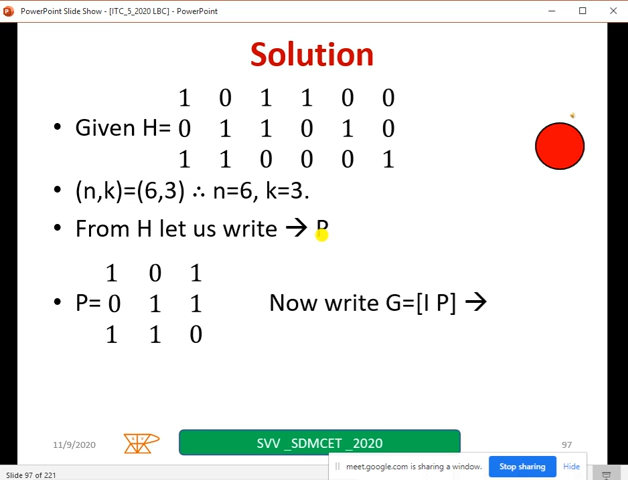 PowerPoint Slide Show - [ITC_5_2020 LBC] - PowerPoint
Solution
1 0 1 1 0 0
• Given H= 0 1 1 0 1 0
1 1 0 0 0 1
• (n,k)=(6,3) ∴ n=6, k=3.
• From H let us write → P
1 0 1
• P= 0 1 1 Now write G=[I P] →
1 1 0
11/9/2020 SVV _SDMCET _2020 97
meet.google.com is sharing a window. Stop sharing Hide
Slide 97 of 221